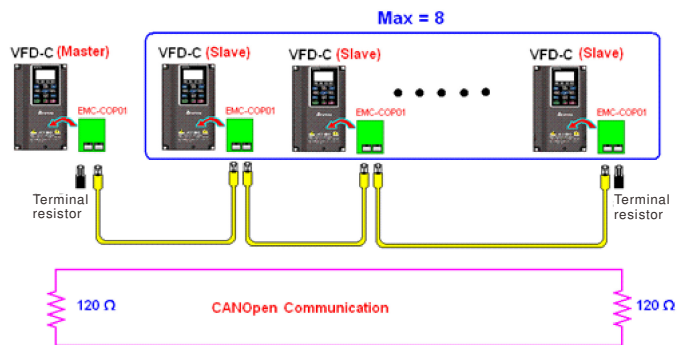 Max = 8
VFD-C (Master)
VFD-C (Slave)
VFD-C (Slave)
VFD-C (Slave)
EMC-COP01
EMC-COP01
EMC-COP01
EMC-COP01
Terminal
resistor
Terminal
resistor
120 Ω
CANOpen Communication
120 Ω